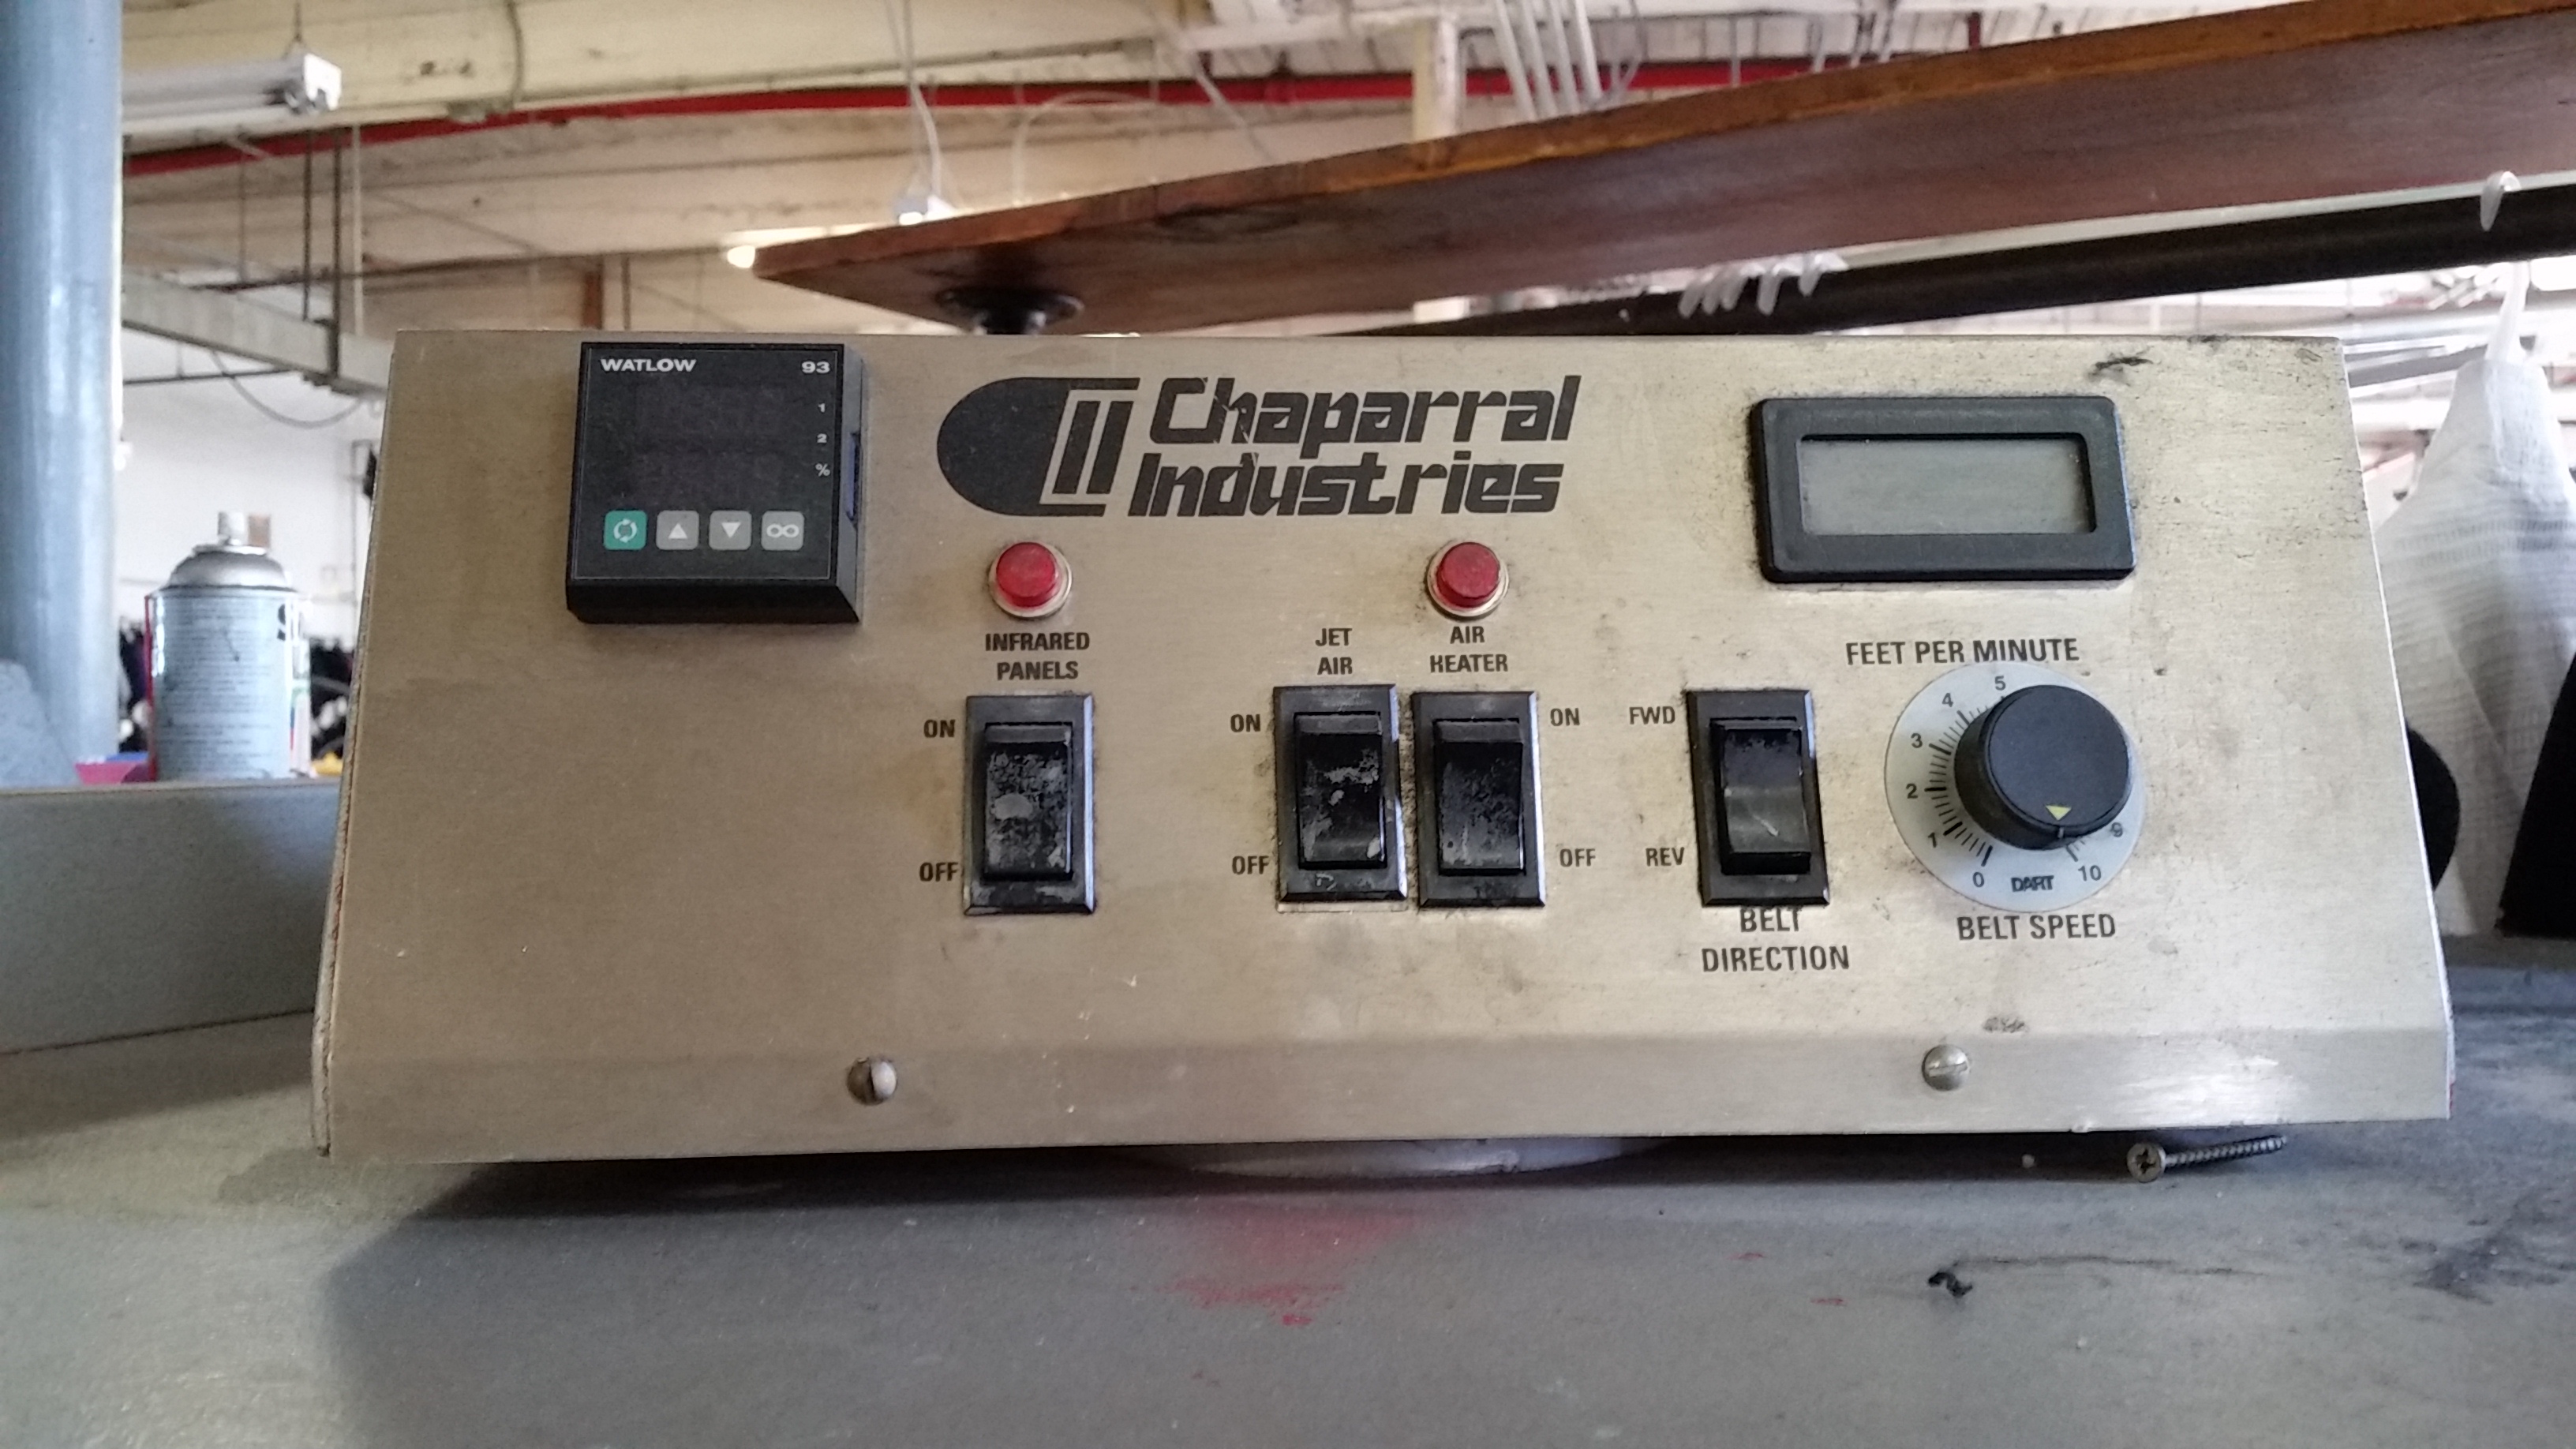 WATLOW 93
1
2
%
Chaparral
Industries
INFRARED
PANELS
JET
AIR
AIR
HEATER
FEET PER MINUTE
ON
OFF
ON
OFF
ON
OFF
FWD
REV
BELT
DIRECTION
5
4
3
2
1
0
9
10
DART
BELT SPEED